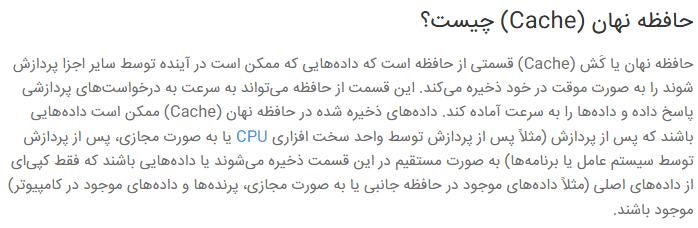 حافظه نهان (Cache) چیست؟
حافظه نهان یا کَش (Cache) قسمتی از حافظه است که داده‌هایی که ممکن است در آینده توسط سایر اجزا پردازش
شوند را به صورت موقت در خود ذخیره می‌کند. این قسمت از حافظه می‌تواند به سرعت به درخواست‌های پردازشی
پاسخ داده و داده‌ها را به سرعت آماده کند. داده‌های ذخیره شده در حافظه نهان (Cache) ممکن است داده‌هایی
باشند که پس از پردازش (مثلاً پس از پردازش توسط واحد سخت افزاری CPU یا به صورت مجازی، پس از پردازش
توسط سیستم عامل یا برنامه‌ها) به صورت مستقیم در این قسمت ذخیره می‌شوند یا داده‌هایی باشند که فقط کپی‌ای
از داده‌های اصلی (مثلاً داده‌های موجود در حافظه جانبی یا به صورت مجازی، پرنده‌ها و داده‌های موجود در کامپیوتر)
موجود باشند.